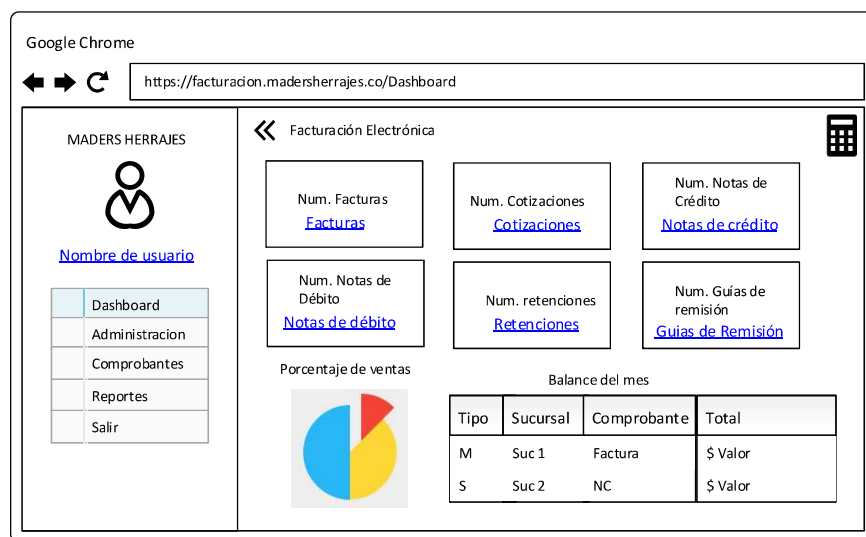 Google Chrome
https://facturacion.madersherrajes.co/Dashboard
MADERS HERRAJES
Nombre de usuario
Dashboard
Administracion
Comprobantes
Reportes
Salir
Facturación Electrónica
Num. Facturas
Facturas
Num. Cotizaciones
Cotizaciones
Num. Notas de
Crédito
Notas de crédito
Num. Notas de
Débito
Notas de débito
Num. retenciones
Retenciones
Num. Guías de
remisión
Guias de Remisión
Porcentaje de ventas
Balance del mes
Tipo Sucursal Comprobante Total
M Suc 1 Factura $ Valor
S Suc 2 NC $ Valor